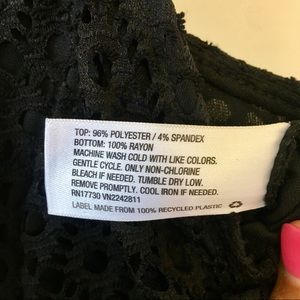 TOP: 96% POLYESTER / 4% SPANDEX
BOTTOM: 100% RAYON
MACHINE WASH COLD WITH LIKE COLORS.
GENTLE CYCLE. ONLY NON-CHLORINE
BLEACH IF NEEDED. TUMBLE DRY LOW.
REMOVE PROMPTLY. COOL IRON IF NEEDED.
RN17730 VN2242811
LABEL MADE FROM 100% RECYCLED PLASTIC